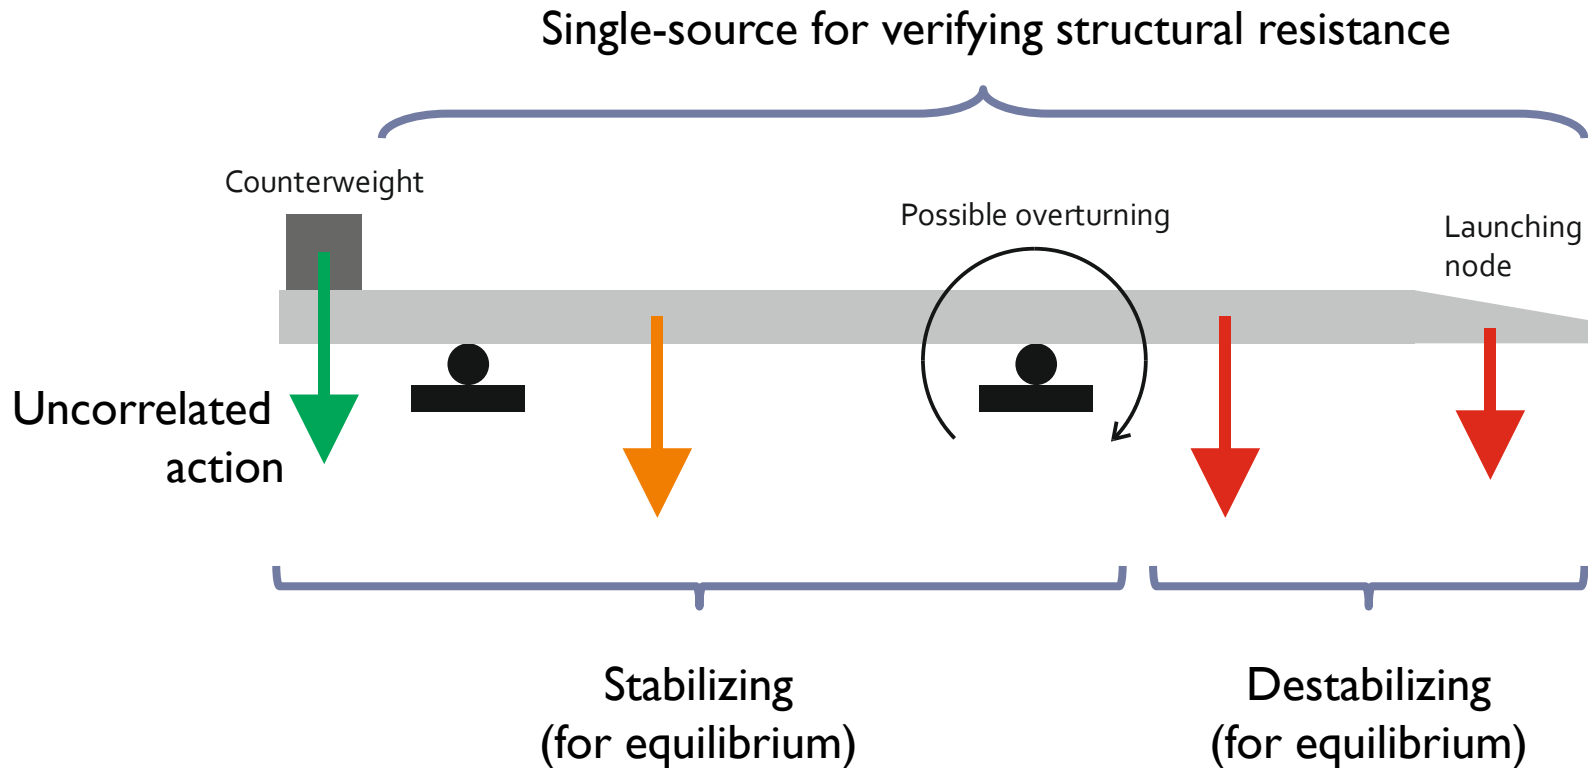 Single-source for verifying structural resistance
Counterweight
Possible overturning
Launching
node
Uncorrelated
action
Stabilizing
(for equilibrium)
Destabilizing
(for equilibrium)